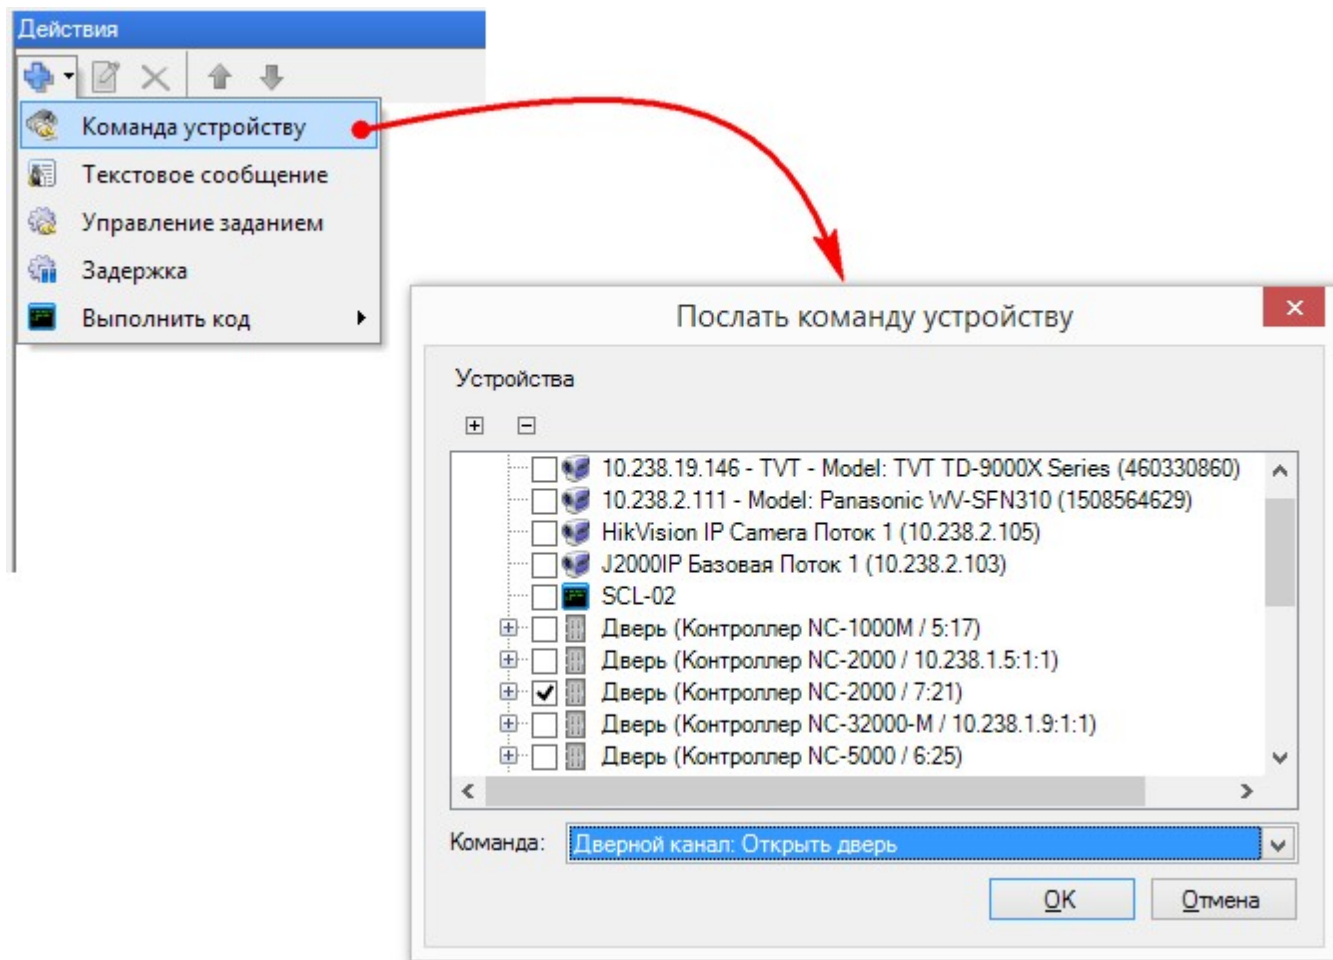 Действия
Команда устройству
Текстовое сообщение
Управление заданием
Задержка
Выполнить код
Послать команду устройству
Устройства
10.238.19.146 - TVT - Model: TVT TD-9000X Series (460330860)
10.238.2.111 - Model: Panasonic WV-SFN310 (1508564629)
HikVision IP Camera Поток 1 (10.238.2.105)
J2000IP Базовая Поток 1 (10.238.2.103)
SCL-02
Дверь (Контроллер NC-1000M / 5:17)
Дверь (Контроллер NC-2000 / 10.238.1.5:1:1)
Дверь (Контроллер NC-2000 / 7:21)
Дверь (Контроллер NC-32000-M / 10.238.1.9:1:1)
Дверь (Контроллер NC-5000 / 6:25)
Команда: Дверной канал: Открыть дверь
OK Отмена